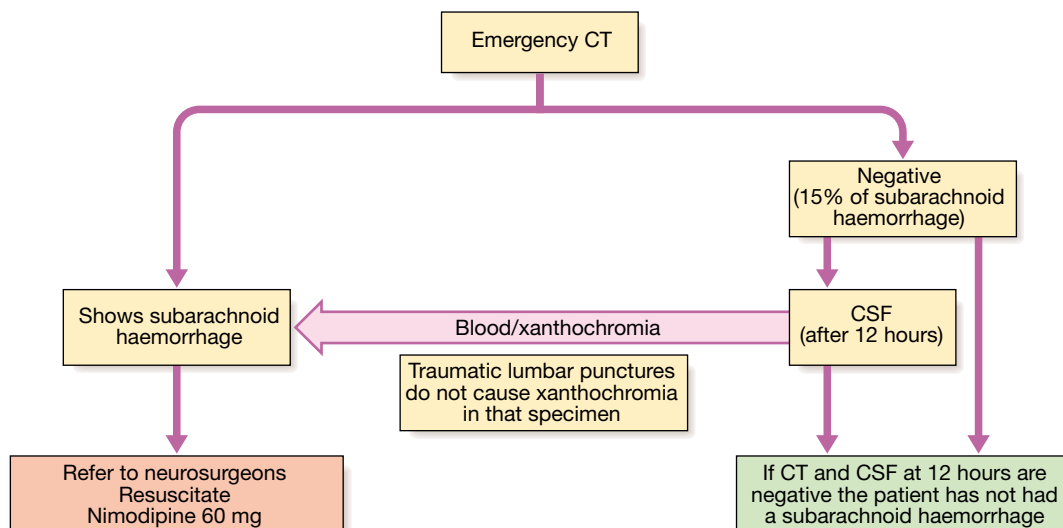 Emergency CT
Negative
(15% of subarachnoid
haemorrhage)
Shows subarachnoid
haemorrhage
Blood/xanthochromia
CSF
(after 12 hours)
Traumatic lumbar punctures
do not cause xanthochromia
in that specimen
Refer to neurosurgeons
Resuscitate
Nimodipine 60 mg
If CT and CSF at 12 hours are
negative the patient has not had
a subarachnoid haemorrhage